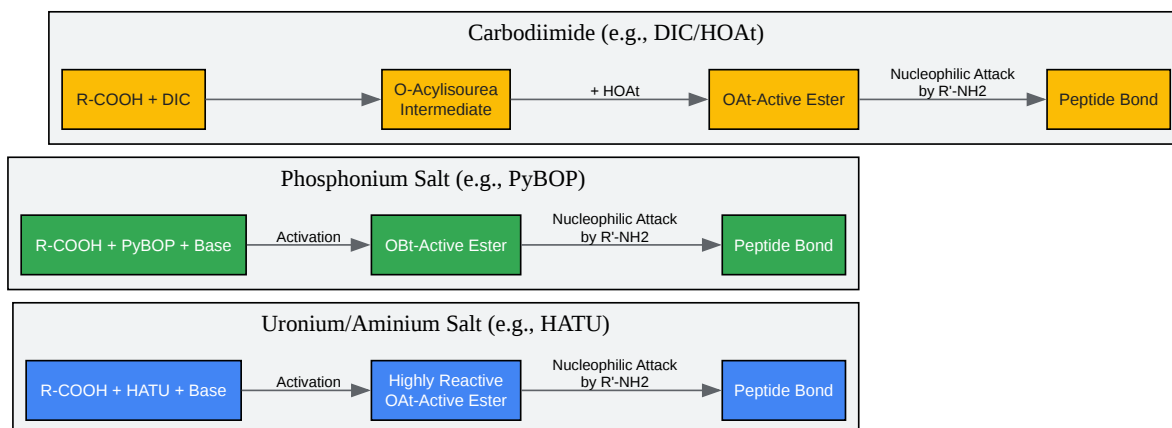 Carbodiimide (e.g., DIC/HOAt)
R-COOH + DIC
O-Acylisourea
Intermediate
+ HOAt
OAt-Active Ester
Nucleophilic Attack
by R'-NH2
Peptide Bond
Phosphonium Salt (e.g., PyBOP)
R-COOH + PyBOP + Base
Activation
OBt-Active Ester
Nucleophilic Attack
by R'-NH2
Peptide Bond
Uronium/Aminium Salt (e.g., HATU)
R-COOH + HATU + Base
Activation
Highly Reactive
OAt-Active Ester
Nucleophilic Attack
by R'-NH2
Peptide Bond